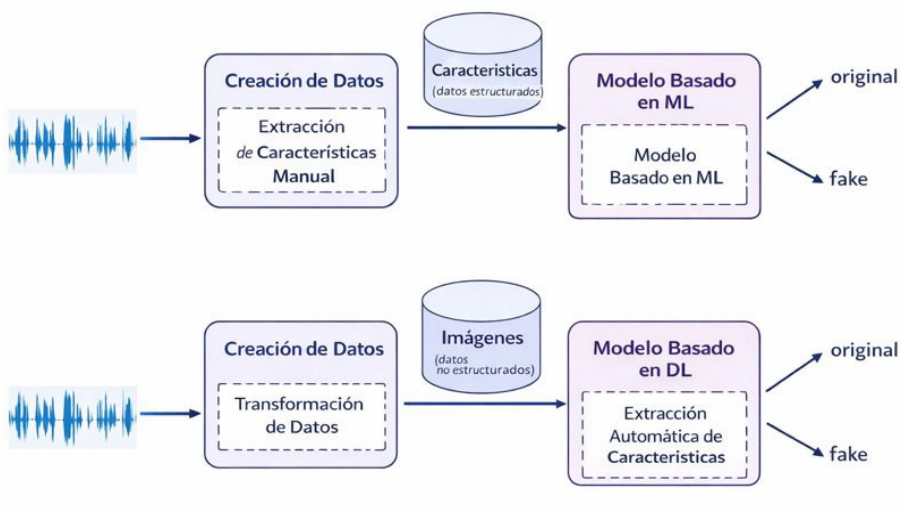 Creación de Datos
Extracción
de Características
Manual
Caracteristicas
(datos estructurados)
Modelo Basado
en ML
Modelo
Basado en ML
original
fake
Creación de Datos
Transformación
de Datos
Imágenes
(datos
no estructurados)
Modelo Basado
en DL
Extracción
Automática de
Caracteristicas
original
fake